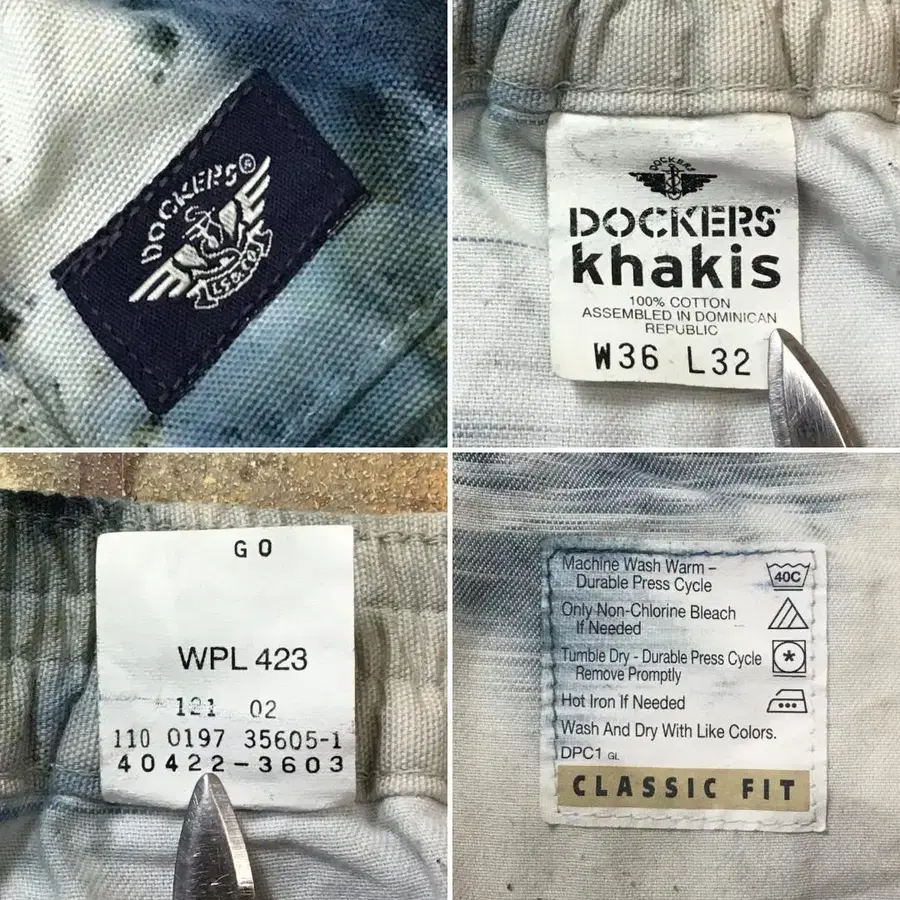 DOCKERS®
LS&CO
DOCKERS
DOCKERS
khakis
100% COTTON
ASSEMBLED IN DOMINICAN
REPUBLIC
W36 L32
G O
WPL 423
121 02
110 0197 35605-1
40422-3603
Machine Wash Warm –
Durable Press Cycle
40C
Only Non-Chlorine Bleach
If Needed
Tumble Dry - Durable Press Cycle
Remove Promptly
Hot Iron If Needed
Wash And Dry With Like Colors.
DPC1 GL
CLASSIC FIT